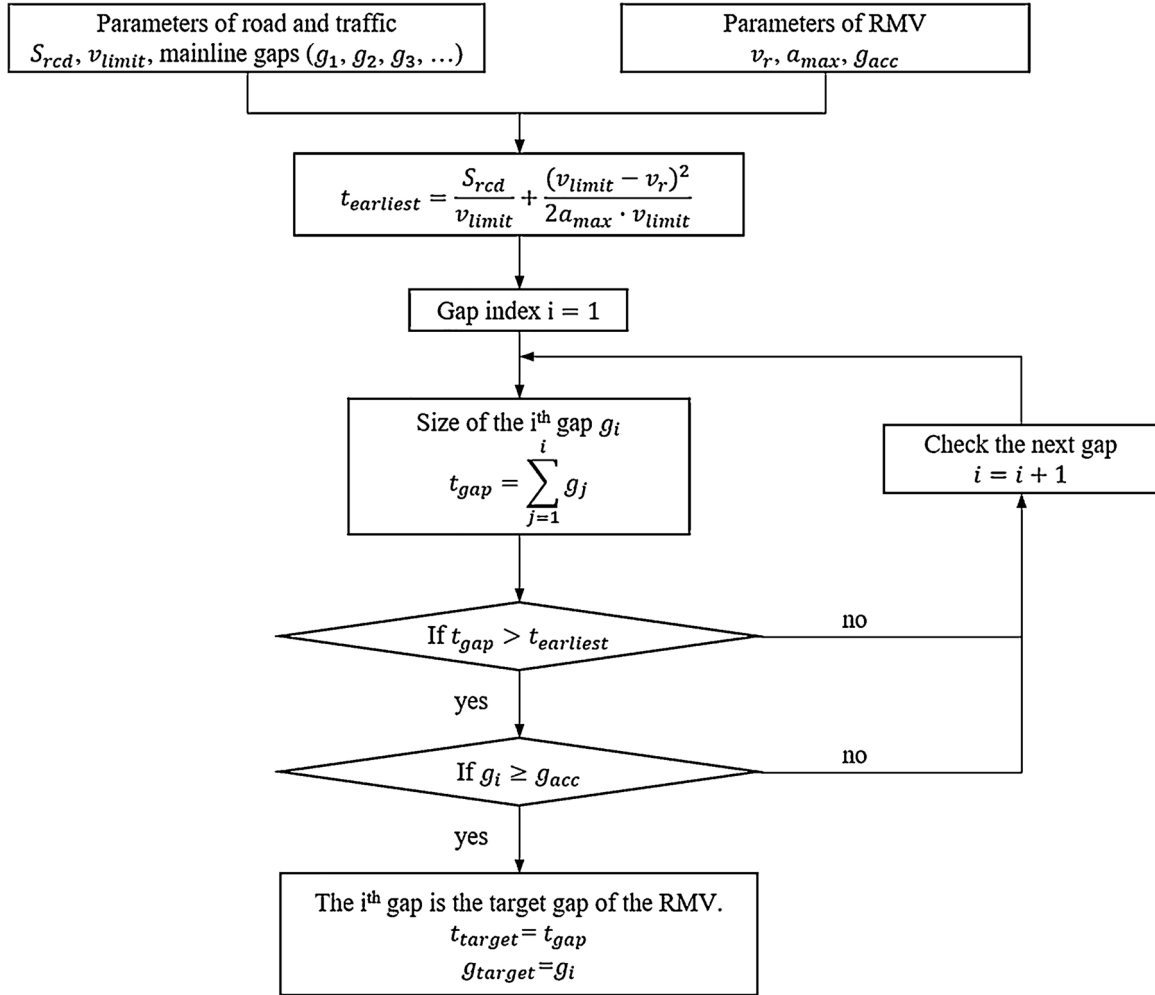 Parameters of road and traffic
S_rcd, v_limit, mainline gaps (g_1, g_2, g_3, …)
Parameters of RMV
v_r, a_max, g_acc
t_earliest = S_rcd / v_limit + (v_limit − v_r)^2 / 2a_max · v_limit
Gap index i = 1
Size of the i^th gap g_i
t_gap = ∑_{j=1}^{i} g_j
Check the next gap
i = i + 1
If t_gap > t_earliest
no
yes
If g_i ≥ g_acc
no
yes
The i^th gap is the target gap of the RMV.
t_target= t_gap
g_target=g_i